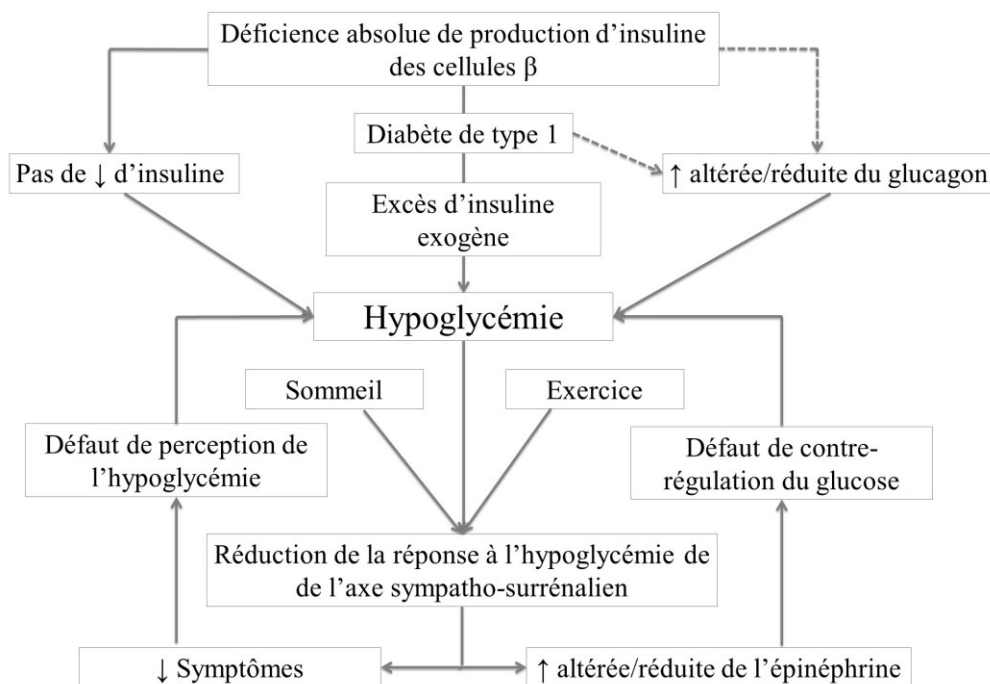 Déficience absolue de production d’insuline
des cellules β
Diabète de type 1
Pas de ↓ d’insuline
↑ altérée/réduite du glucagon
Excès d’insuline
exogène
Hypoglycémie
Sommeil
Exercice
Défaut de perception de
l’hypoglycémie
Défaut de contre-
régulation du glucose
Réduction de la réponse à l’hypoglycémie de
de l’axe sympatho-surrénalien
↓ Symptômes
↑ altérée/réduite de l’épinéphrine